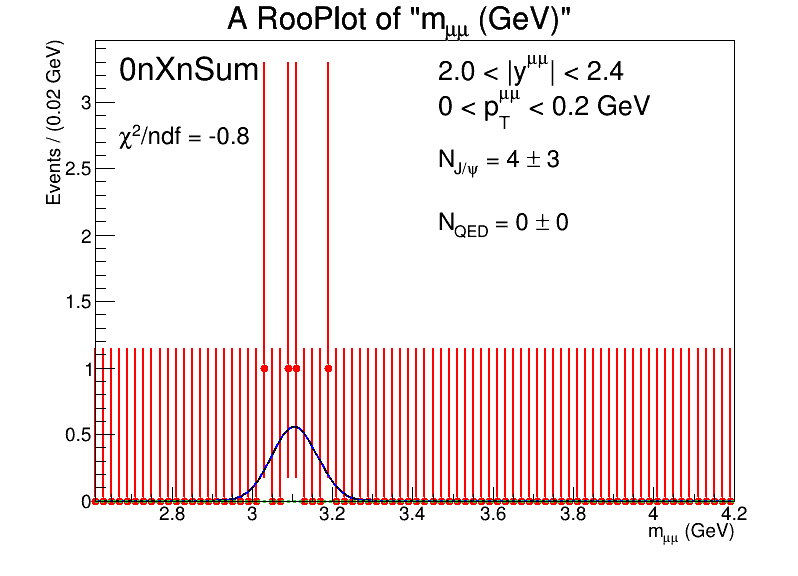 A RooPlot of "m_μμ (GeV)"
0nXnSum
χ²/ndf = -0.8
2.0 < |y^μμ| < 2.4
0 < p_T^μμ < 0.2 GeV
N_J/ψ = 4 ± 3
N_QED = 0 ± 0
Events / (0.02 GeV)
3
2.5
2
1.5
1
0.5
0
2.8 3 3.2 3.4 3.6 3.8 4 4.2
m_μμ (GeV)